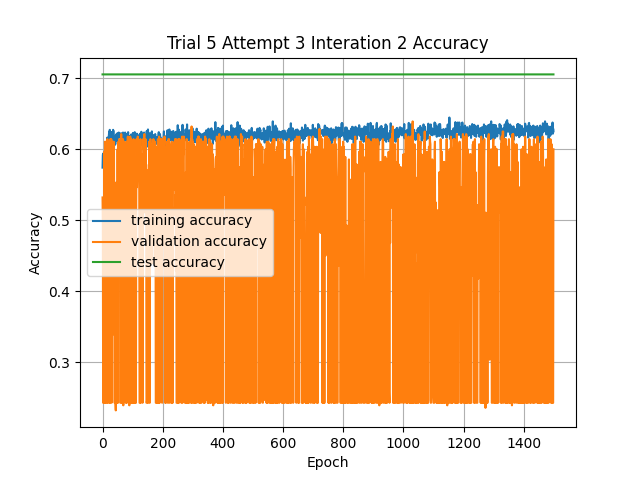 Trial 5 Attempt 3 Interation 2 Accuracy
0.7
0.6
0.5
0.4
0.3
Accuracy
training accuracy
validation accuracy
test accuracy
0 200 400 600 800 1000 1200 1400
Epoch